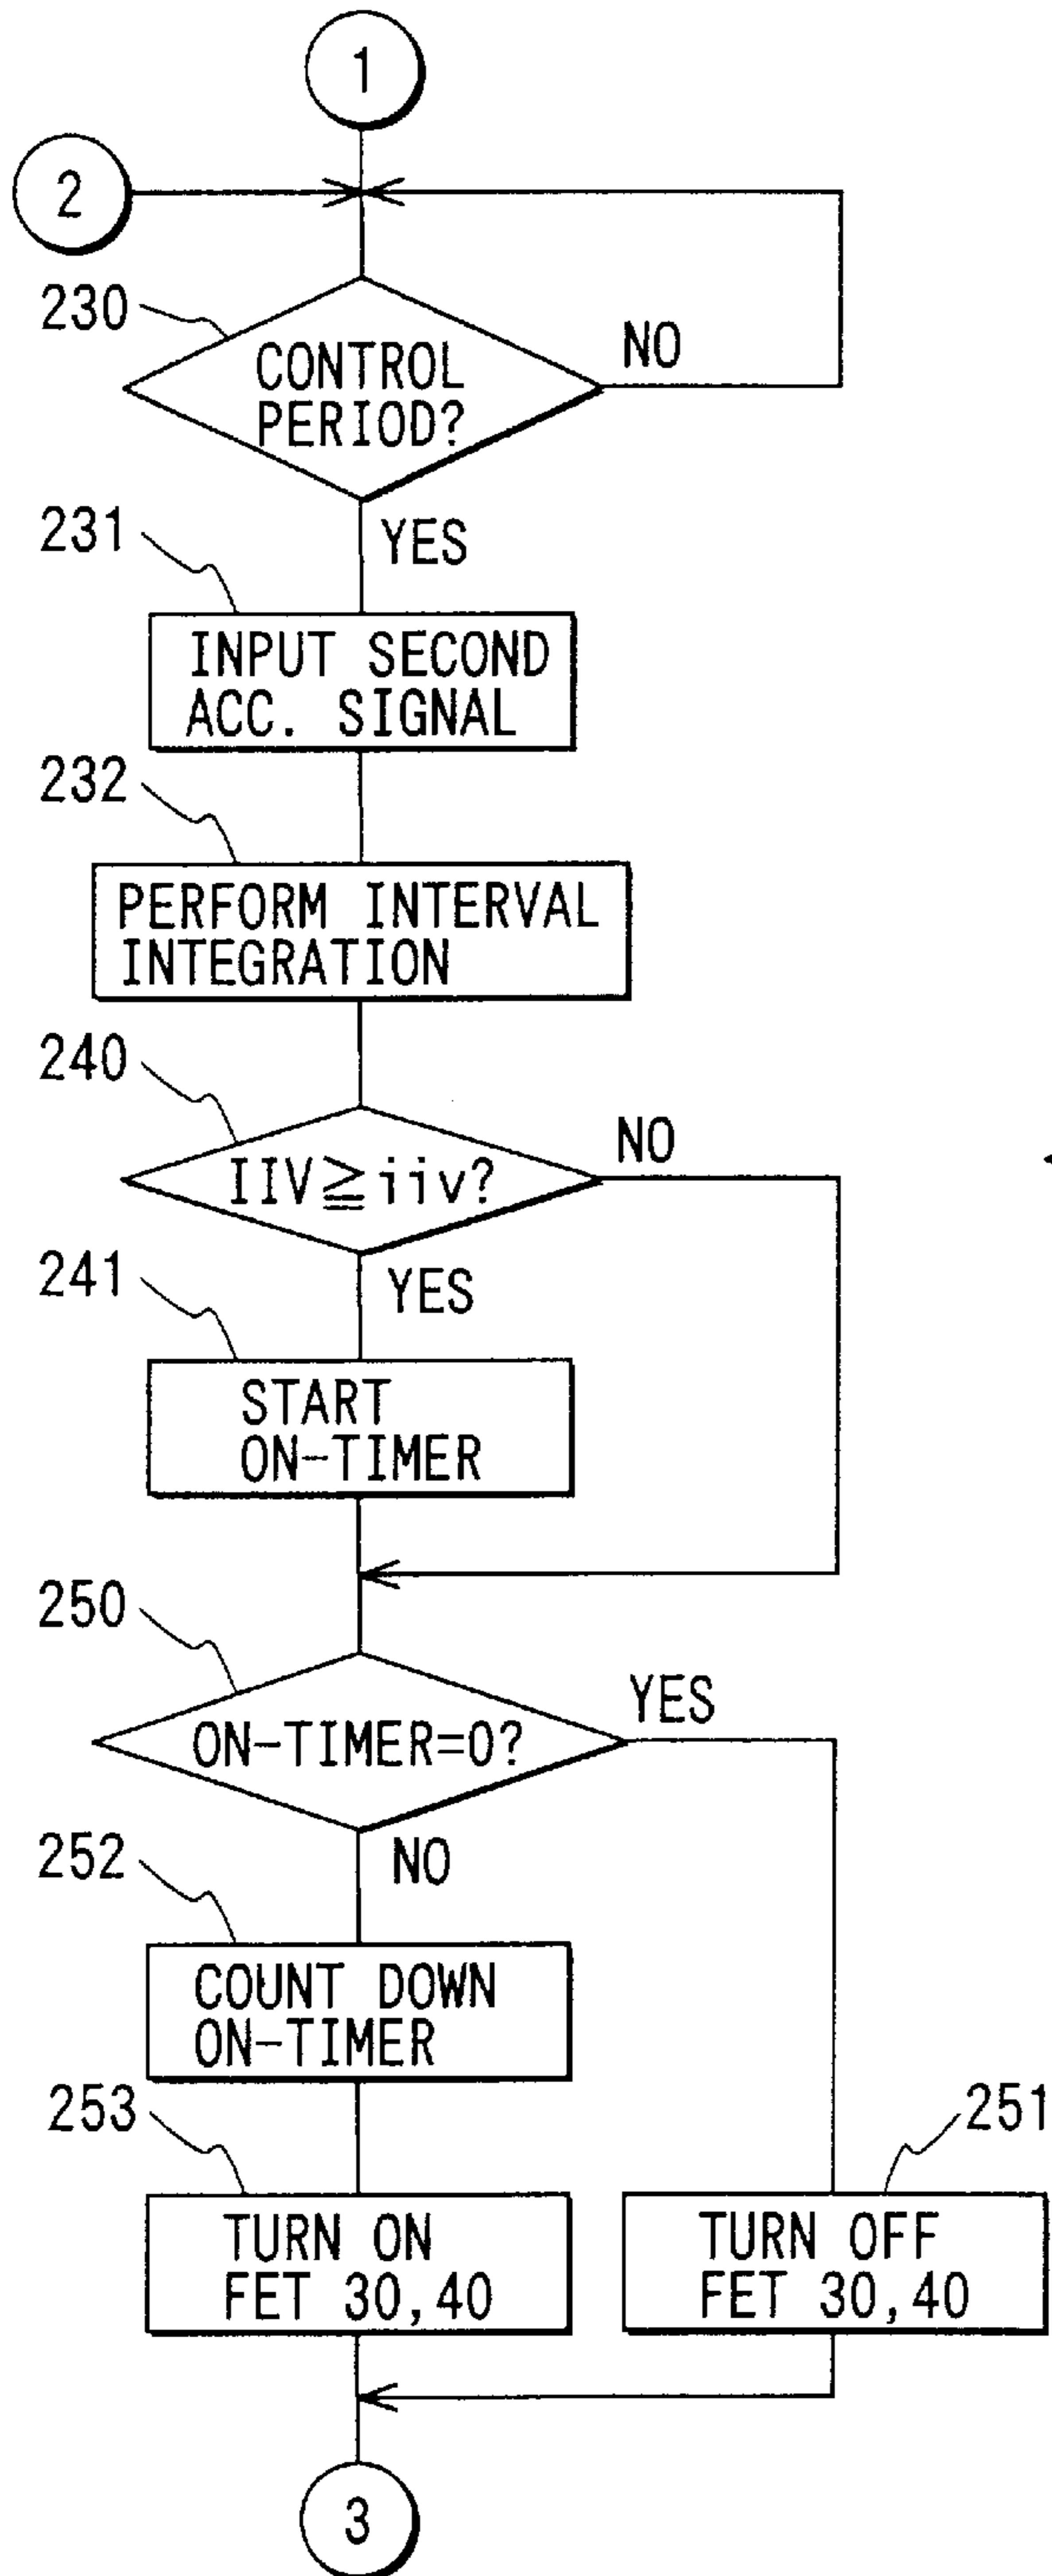 1
2
230
CONTROL
PERIOD?
NO
YES
231
INPUT SECOND
ACC. SIGNAL
232
PERFORM INTERVAL
INTEGRATION
240
IIV≧iiv?
NO
YES
241
START
ON-TIMER
250
ON-TIMER=0?
YES
NO
252
COUNT DOWN
ON-TIMER
253
TURN ON
FET 30,40
251
TURN OFF
FET 30,40
3